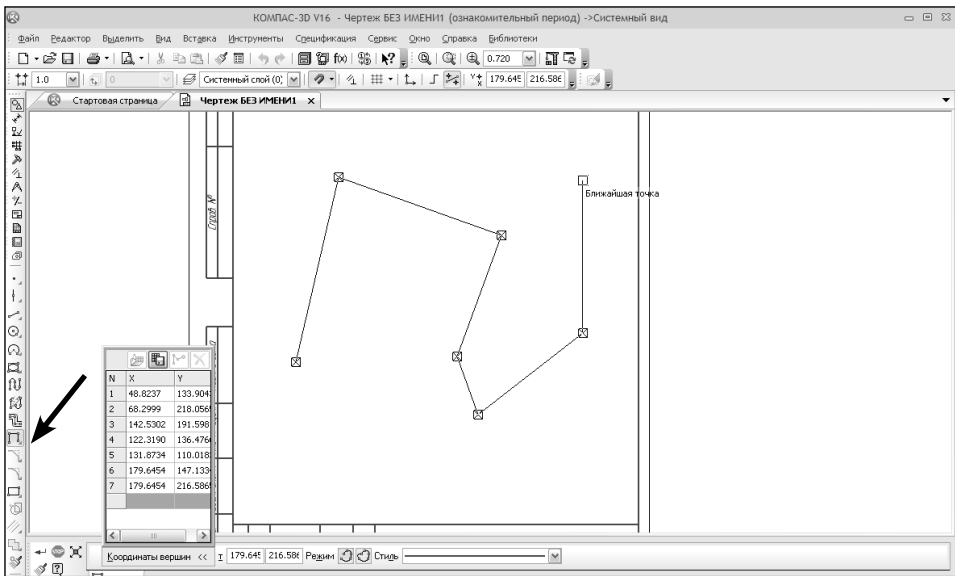 КОМПАС-3D V16 - Чертеж БЕЗ ИМЕНИ1 (ознакомительный период) ->Системный вид
Файл Редактор Выделить Вид Вставка Инструменты Спецификация Сервис Окно Справка Библиотеки
0.720
1.0 0 Системный слой (0) 179.645 216.586
Стартовая страница Чертеж БЕЗ ИМЕНИ1
Ближайшая точка
Справ. №
N X Y
1 48.8237 133.904
2 68.2999 218.056
3 142.5302 191.598
4 122.3190 136.476
5 131.8734 110.018
6 179.6454 147.133
7 179.6454 216.586
Координаты вершин << т 179.645 216.586 Режим Стиль